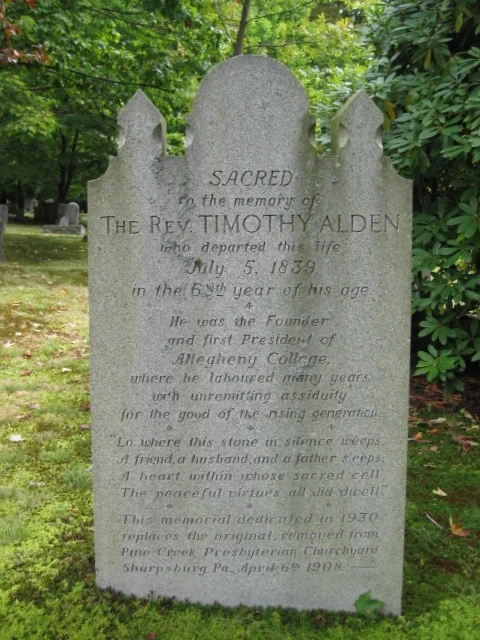 SACRED
to the memory of
THE REV. TIMOTHY ALDEN
who departed this life
July 5, 1839
in the 68th year of his age
He was the Founder
and first President of
Allegheny College,
where he laboured many years,
with unremitting assiduity
for the good of the rising generation.
"Lo, where this stone in silence weeps
A friend, a husband, and a father sleeps;
A heart within whose sacred cell
The peaceful virtues all did dwell"
This memorial dedicated in 1930
replaces the original, removed from
Pine Creek Presbyterian Churchyard
Sharpsburg, Pa., April 6th 1908.